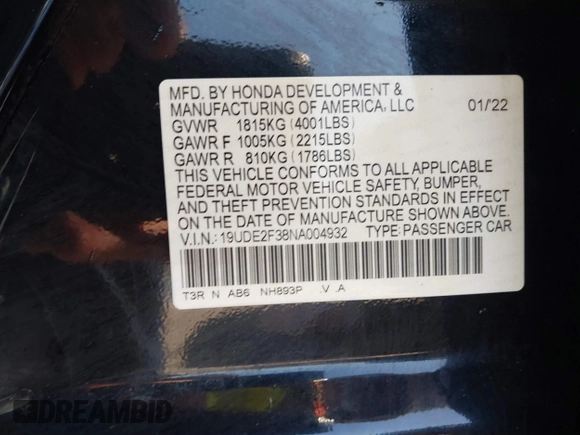 MFD. BY HONDA DEVELOPMENT &
MANUFACTURING OF AMERICA, LLC 01/'22
GVWR 1815KG (4001LBS)
GAWR F 1005KG (2215LBS)
GAWR R 810KG (1786LBS)
THIS VEHICLE CONFORMS TO ALL APPLICABLE
FEDERAL MOTOR VEHICLE SAFETY, BUMPER,
AND THEFT PREVENTION STANDARDS IN EFFECT
ON THE DATE OF MANUFACTURE SHOWN ABOVE.
V.I.N.: 19UDE2F38NA004932 TYPE: PASSENGER CAR
T3R N AB6 NH893P .V .A
DREAMBID